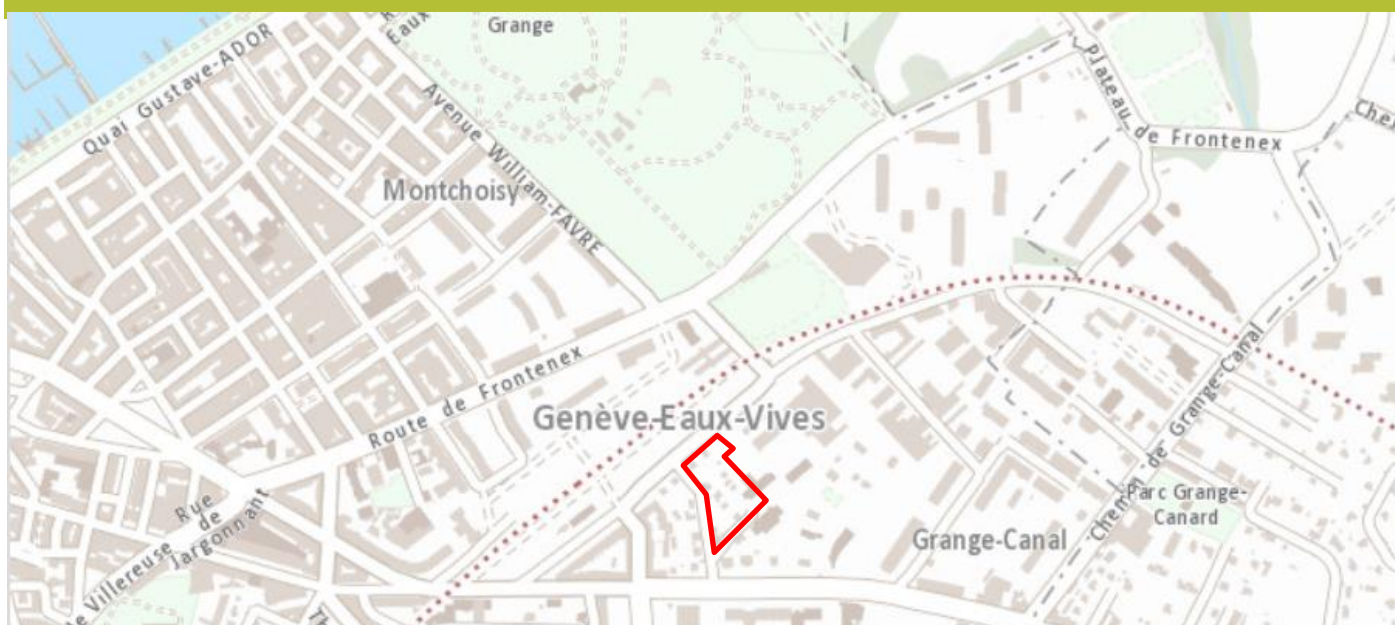 Grange
Eaux
Quai Gustave-ADOR
Avenue William-FAVRE
Plateau de Frontenex
Montchoisy
Route de Frontenex
Genève-Eaux-Vives
Chemin de Grange-Canal
Rue
de
Jargonnant
Villereuse
Parc Grange-
Canard
Grange-Canal